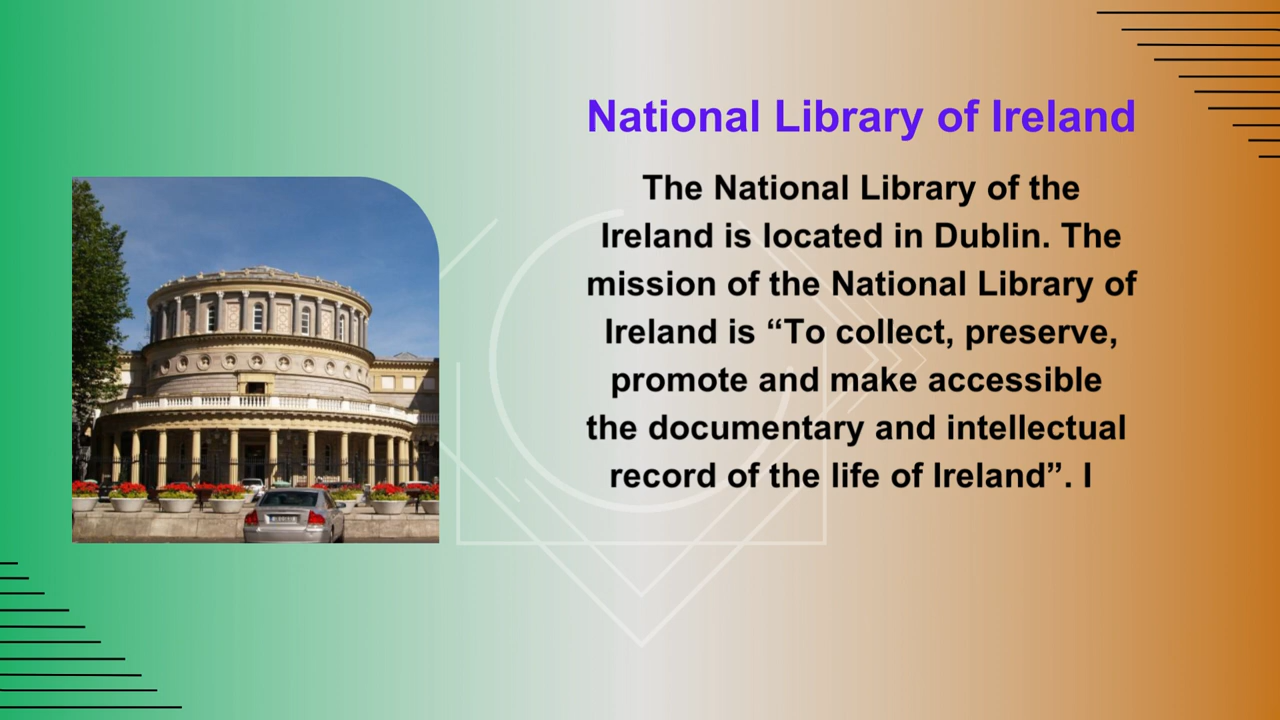 National Library of Ireland
The National Library of the
Ireland is located in Dublin. The
mission of the National Library of
Ireland is “To collect, preserve,
promote and make accessible
the documentary and intellectual
record of the life of Ireland”. I